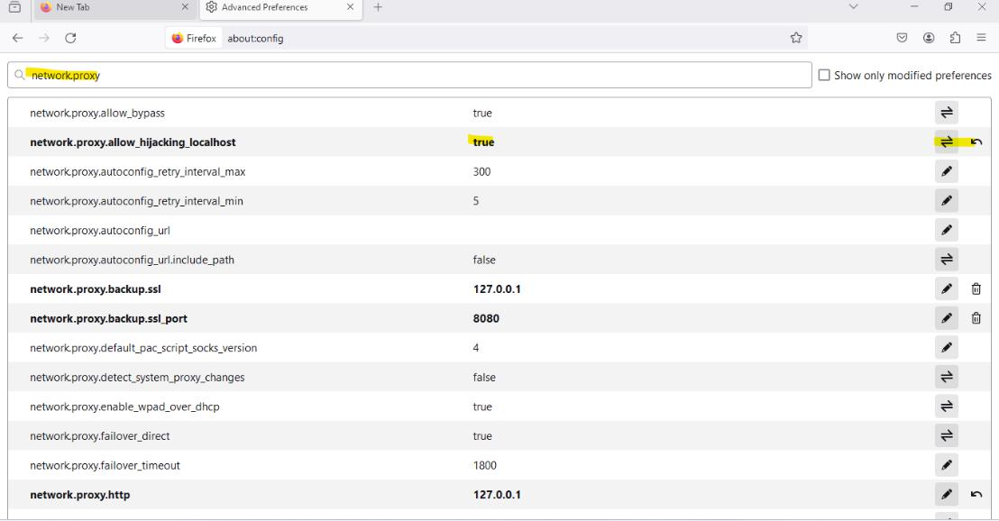 New Tab
Advanced Preferences
Firefox about:config
network.proxy
Show only modified preferences
network.proxy.allow_bypass true
network.proxy.allow_hijacking_localhost true
network.proxy.autoconfig_retry_interval_max 300
network.proxy.autoconfig_retry_interval_min 5
network.proxy.autoconfig_url
network.proxy.autoconfig_url.include_path false
network.proxy.backup.ssl 127.0.0.1
network.proxy.backup.ssl_port 8080
network.proxy.default_pac_script_socks_version 4
network.proxy.detect_system_proxy_changes false
network.proxy.enable_wpad_over_dhcp true
network.proxy.failover_direct true
network.proxy.failover_timeout 1800
network.proxy.http 127.0.0.1